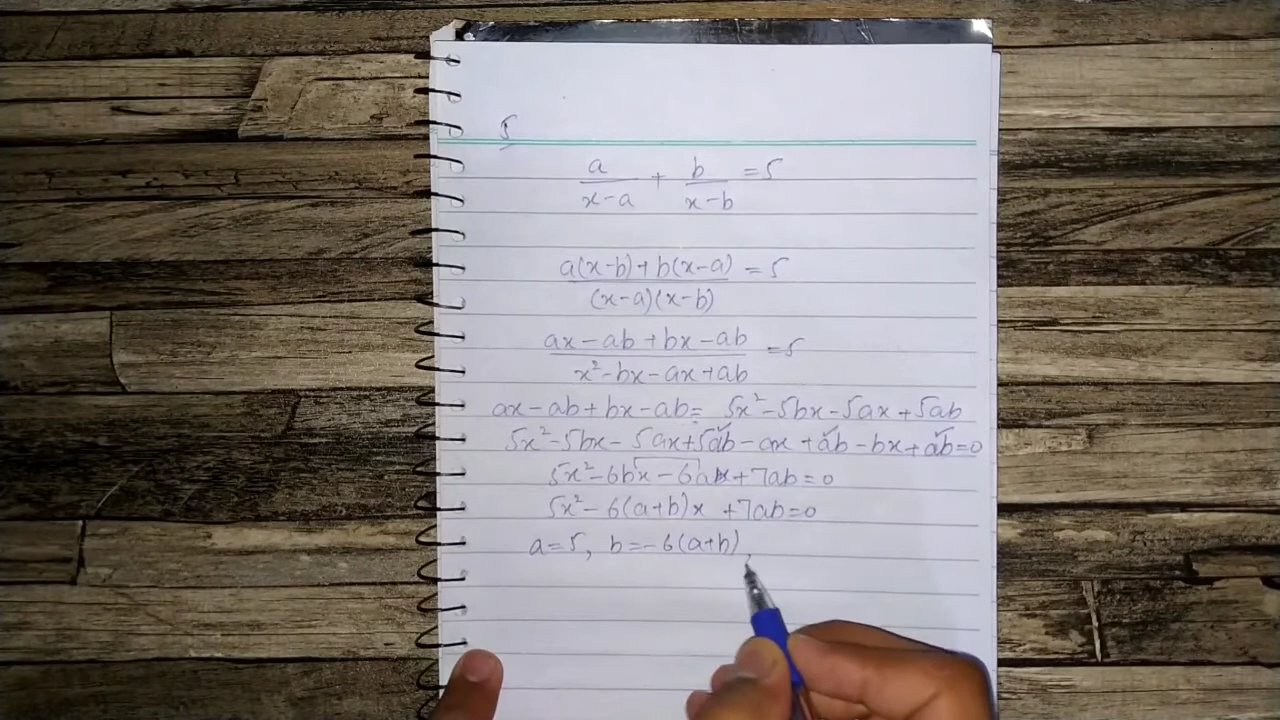 5
a/(x-a) + b/(x-b) = 5
(a(x-b)+b(x-a))/((x-a)(x-b)) = 5
(ax-ab+bx-ab)/(x²-bx-ax+ab) = 5
ax-ab+bx-ab = 5x²-5bx-5ax+5ab
5x²-5bx-5ax+5ab-ax+ab-bx+ab=0
5x²-6bx-6ax+7ab=0
5x²-6(a+b)x+7ab=0
a=5, b=-6(a+b),